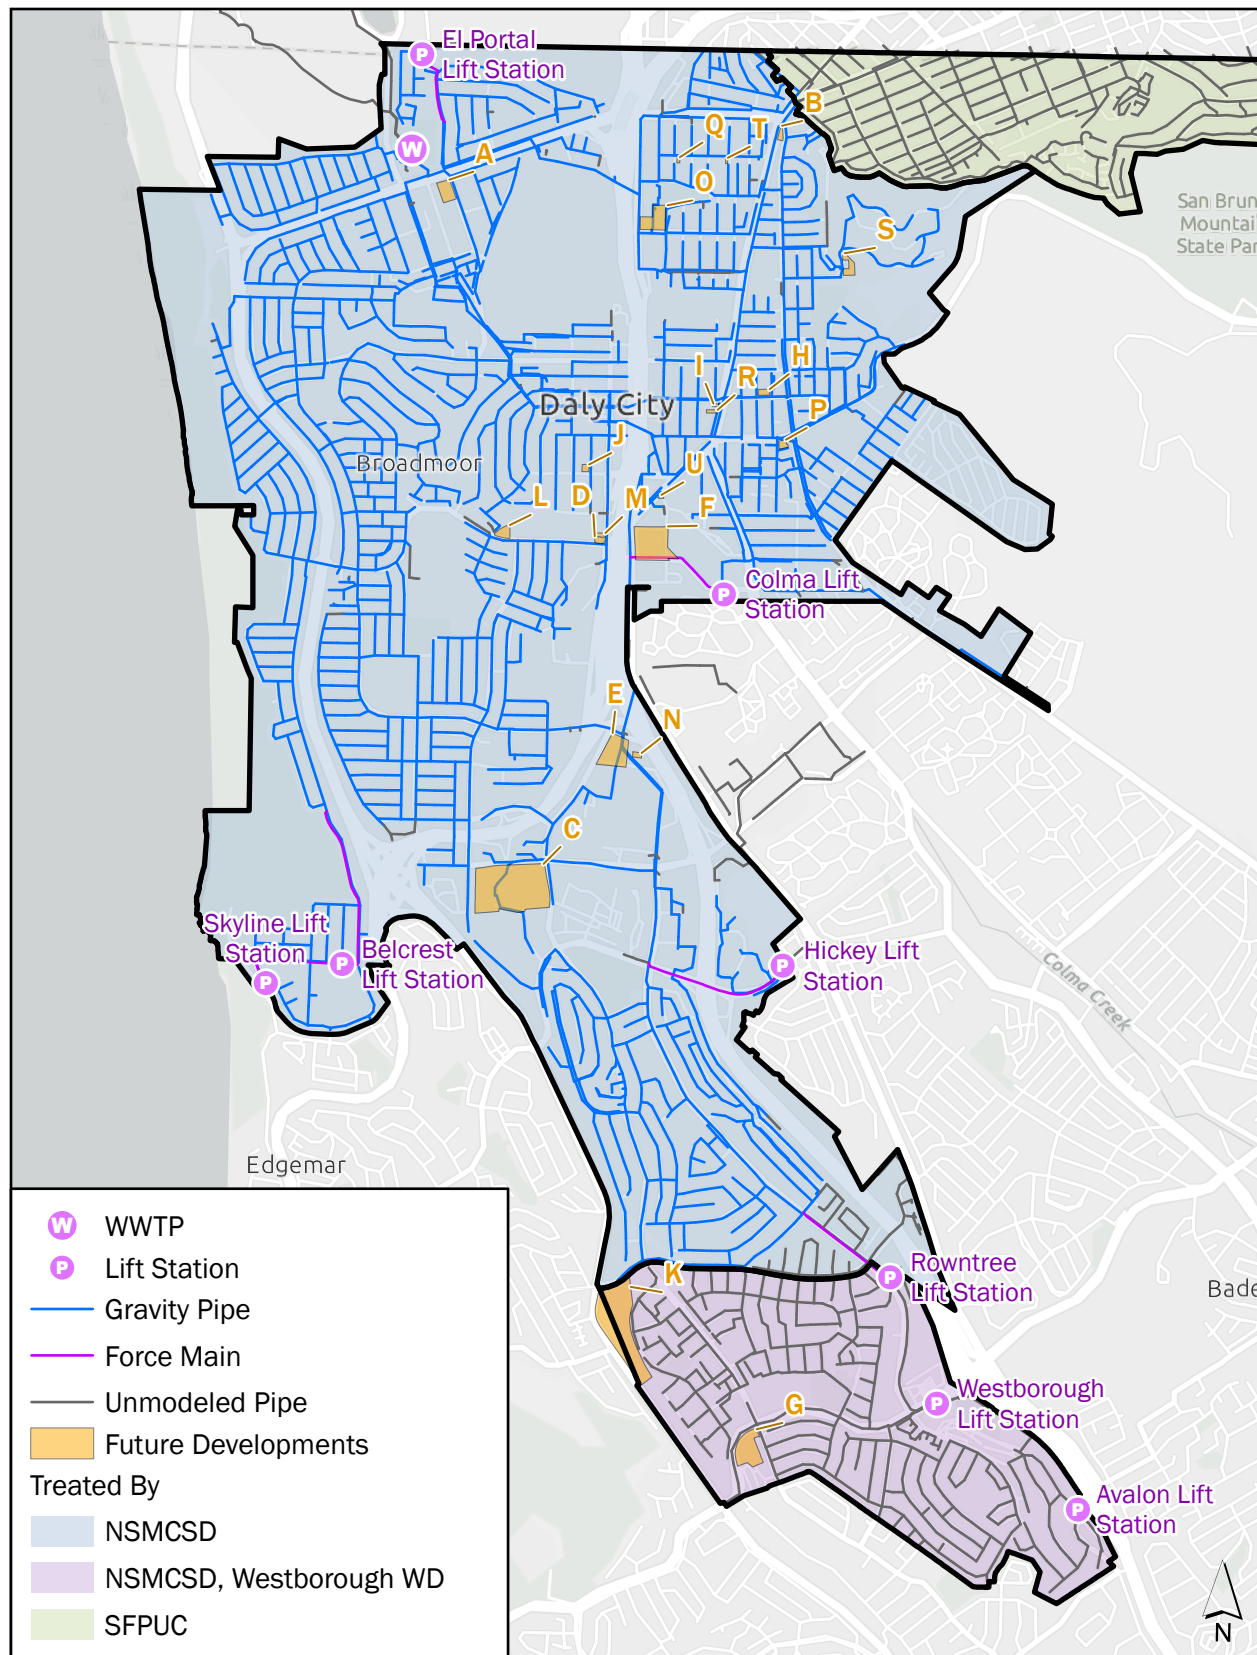 El Portal
Lift Station
P
B
Q
T
W
A
O
San Brun
Mountai
State Par
S
I
R
H
Daly City
P
J
Broadmoor
U
L
D
M
F
Colma Lift
Station
P
E
N
C
Skyline Lift
Station
Belcrest
Lift Station
P
P
Hickey Lift
Station
P
Colma Creek
Edgemar
K
Rowntree
Lift Station
P
Bade
Westborough
Lift Station
P
G
Avalon Lift
Station
P
W WWTP
P Lift Station
Gravity Pipe
Force Main
Unmodeled Pipe
Future Developments
Treated By
NSMCSD
NSMCSD, Westborough WD
SFPUC
N